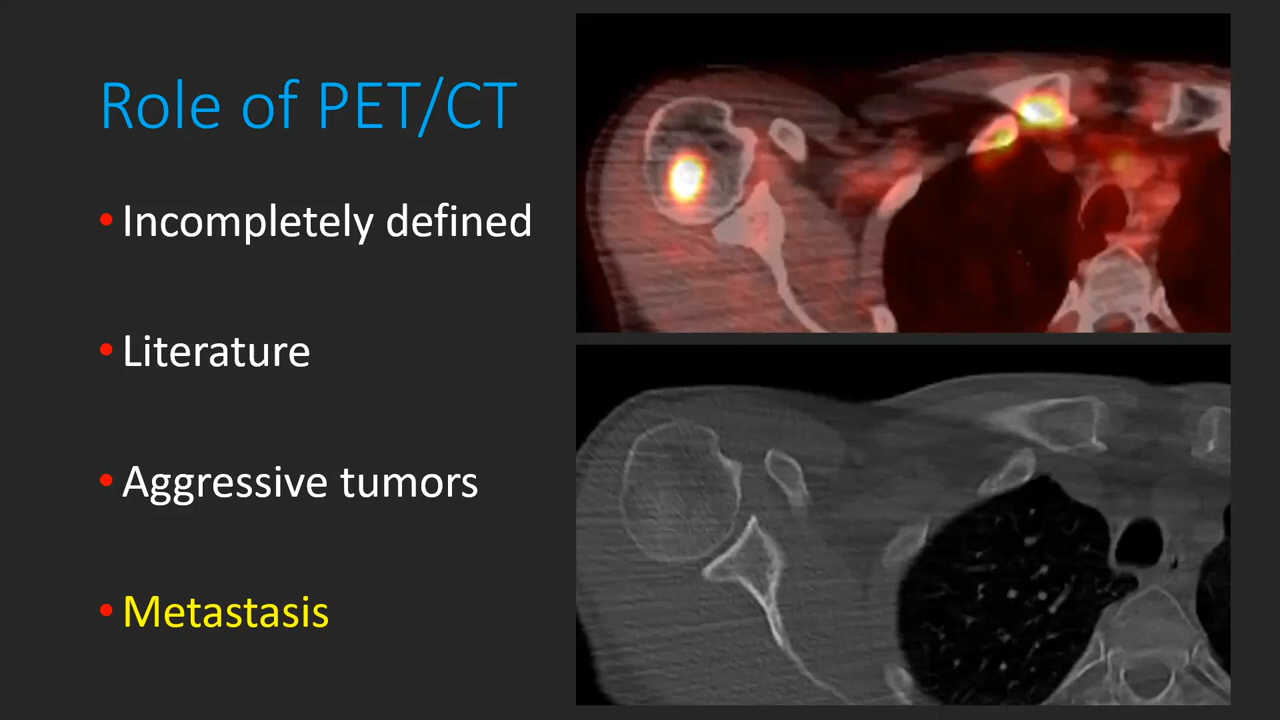 Role of PET/CT
• Incompletely defined
• Literature
• Aggressive tumors
• Metastasis